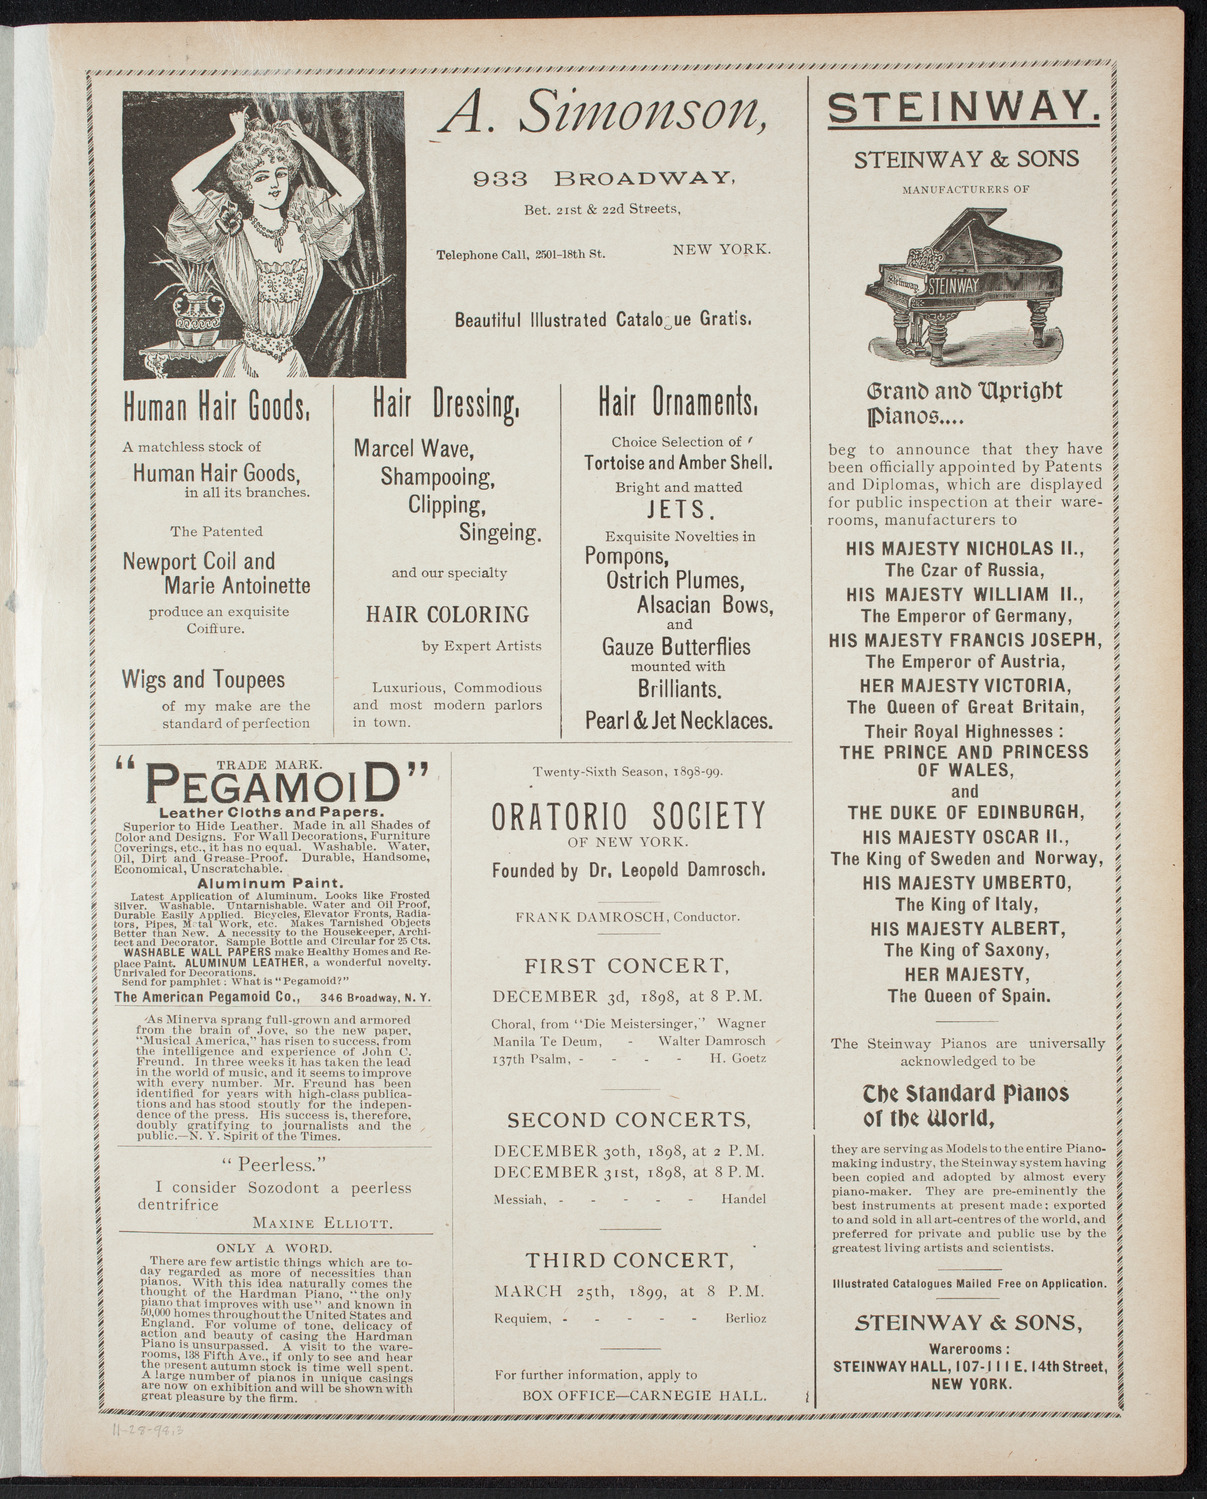 A. Simonson,
933 BROADWAY,
Bet. 21st & 22d Streets,
Telephone Call, 2501-18th St. NEW YORK.
Beautiful Illustrated Catalogue Gratis.
Human Hair Goods,
A matchless stock of
Human Hair Goods,
in all its branches.
The Patented
Newport Coil and
Marie Antoinette
produce an exquisite
Coiffure.
Wigs and Toupees
of my make are the
standard of perfection
Hair Dressing,
Marcel Wave,
Shampooing,
Clipping,
Singeing.
and our specialty
HAIR COLORING
by Expert Artists
Luxurious, Commodious
and most modern parlors
in town.
Hair Ornaments,
Choice Selection of
Tortoise and Amber Shell.
Bright and matted
JETS.
Exquisite Novelties in
Pompons,
Ostrich Plumes,
Alsacian Bows,
and
Gauze Butterflies
mounted with
Brilliants.
Pearl & Jet Necklaces.
TRADE MARK.
"PEGAMOID"
Leather Cloths and Papers.
Superior to Hide Leather. Made in all Shades of
Color and Designs. For Wall Decorations, Furniture
Coverings, etc., it has no equal. Washable. Water,
Oil, Dirt and Grease-Proof. Durable, Handsome,
Economical, Unscratchable.
Aluminum Paint.
Latest Application of Aluminum. Looks like Frosted
Silver. Washable. Untarnishable. Water and Oil Proof,
Durable Easily Applied. Bicycles, Elevator Fronts, Radia-
tors, Pipes, Metal Work, etc. Makes Tarnished Objects
Better than New. A necessity to the Housekeeper, Archi-
tect and Decorator. Sample Bottle and Circular for 25 Cts.
WASHABLE WALL PAPERS make Healthy Homes and Re-
place Paint. ALUMINUM LEATHER, a wonderful novelty.
Unrivaled for Decorations.
Send for pamphlet: What is "Pegamoid?"
The American Pegamoid Co., 346 Broadway, N. Y.
As Minerva sprang full-grown and armored
from the brain of Jove, so the new paper,
"Musical America," has risen to success, from
the intelligence and experience of John C.
Freund. In three weeks it has taken the lead
in the world of music, and it seems to improve
with every number. Mr. Freund has been
identified for years with high-class publica-
tions and has stood stoutly for the indepen-
dence of the press. His success is, therefore,
doubly gratifying to journalists and the
public.—N. Y. Spirit of the Times.
"Peerless."
I consider Sozodont a peerless
dentrifrice
MAXINE ELLIOTT.
ONLY A WORD.
There are few artistic things which are to-
day regarded as more of necessities than
pianos. With this idea naturally comes the
thought of the Hardman Piano, "the only
piano that improves with use" and known in
50,000 homes throughout the United States and
England. For volume of tone, delicacy of
action and beauty of casing the Hardman
Piano is unsurpassed. A visit to the ware-
rooms, 138 Fifth Ave., if only to see and hear
the present autumn stock is time well spent.
A large number of pianos in unique casings
are now on exhibition and will be shown with
great pleasure by the firm.
Twenty-Sixth Season, 1898-99.
ORATORIO SOCIETY
OF NEW YORK.
Founded by Dr. Leopold Damrosch.
FRANK DAMROSCH, Conductor.
FIRST CONCERT,
DECEMBER 3d, 1898, at 8 P.M.
Choral, from "Die Meistersinger," Wagner
Manila Te Deum, - Walter Damrosch
137th Psalm, - - - - H. Goetz
SECOND CONCERTS,
DECEMBER 30th, 1898, at 2 P.M.
DECEMBER 31st, 1898, at 8 P.M.
Messiah, - - - - - Handel
THIRD CONCERT,
MARCH 25th, 1899, at 8 P.M.
Requiem, - - - - - Berlioz
For further information, apply to
BOX OFFICE—CARNEGIE HALL.
STEINWAY.
STEINWAY & SONS
MANUFACTURERS OF
Steinway STEINWAY
Grand and Upright
Pianos....
beg to announce that they have
been officially appointed by Patents
and Diplomas, which are displayed
for public inspection at their ware-
rooms, manufacturers to
HIS MAJESTY NICHOLAS II.,
The Czar of Russia,
HIS MAJESTY WILLIAM II.,
The Emperor of Germany,
HIS MAJESTY FRANCIS JOSEPH,
The Emperor of Austria,
HER MAJESTY VICTORIA,
The Queen of Great Britain,
Their Royal Highnesses:
THE PRINCE AND PRINCESS
OF WALES,
and
THE DUKE OF EDINBURGH,
HIS MAJESTY OSCAR II.,
The King of Sweden and Norway,
HIS MAJESTY UMBERTO,
The King of Italy,
HIS MAJESTY ALBERT,
The King of Saxony,
HER MAJESTY,
The Queen of Spain.
The Steinway Pianos are universally
acknowledged to be
The Standard Pianos
of the World,
they are serving as Models to the entire Piano-
making industry, the Steinway system having
been copied and adopted by almost every
piano-maker. They are pre-eminently the
best instruments at present made; exported
to and sold in all art-centres of the world, and
preferred for private and public use by the
greatest living artists and scientists.
Illustrated Catalogues Mailed Free on Application.
STEINWAY & SONS,
Warerooms:
STEINWAY HALL, 107-111 E. 14th Street,
NEW YORK.
11-28-98,3